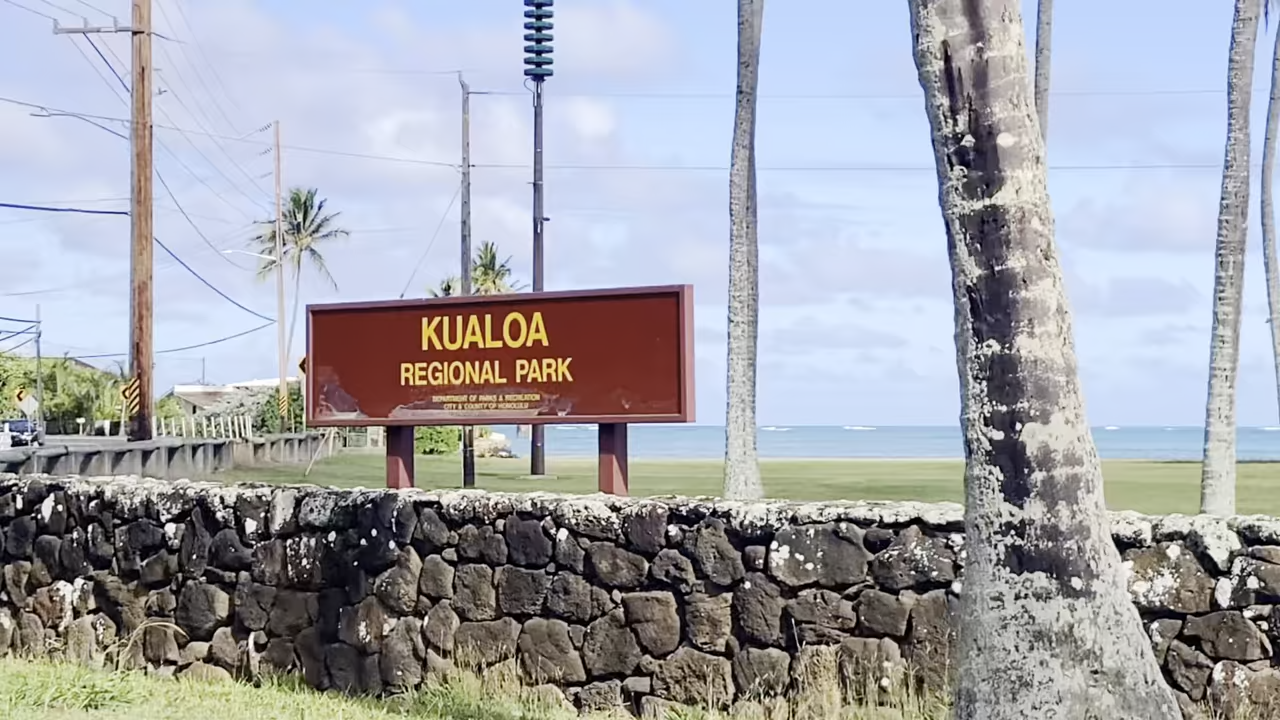 KUALOA
REGIONAL PARK
DEPARTMENT OF PARKS & RECREATION
CITY & COUNTY OF HONOLULU